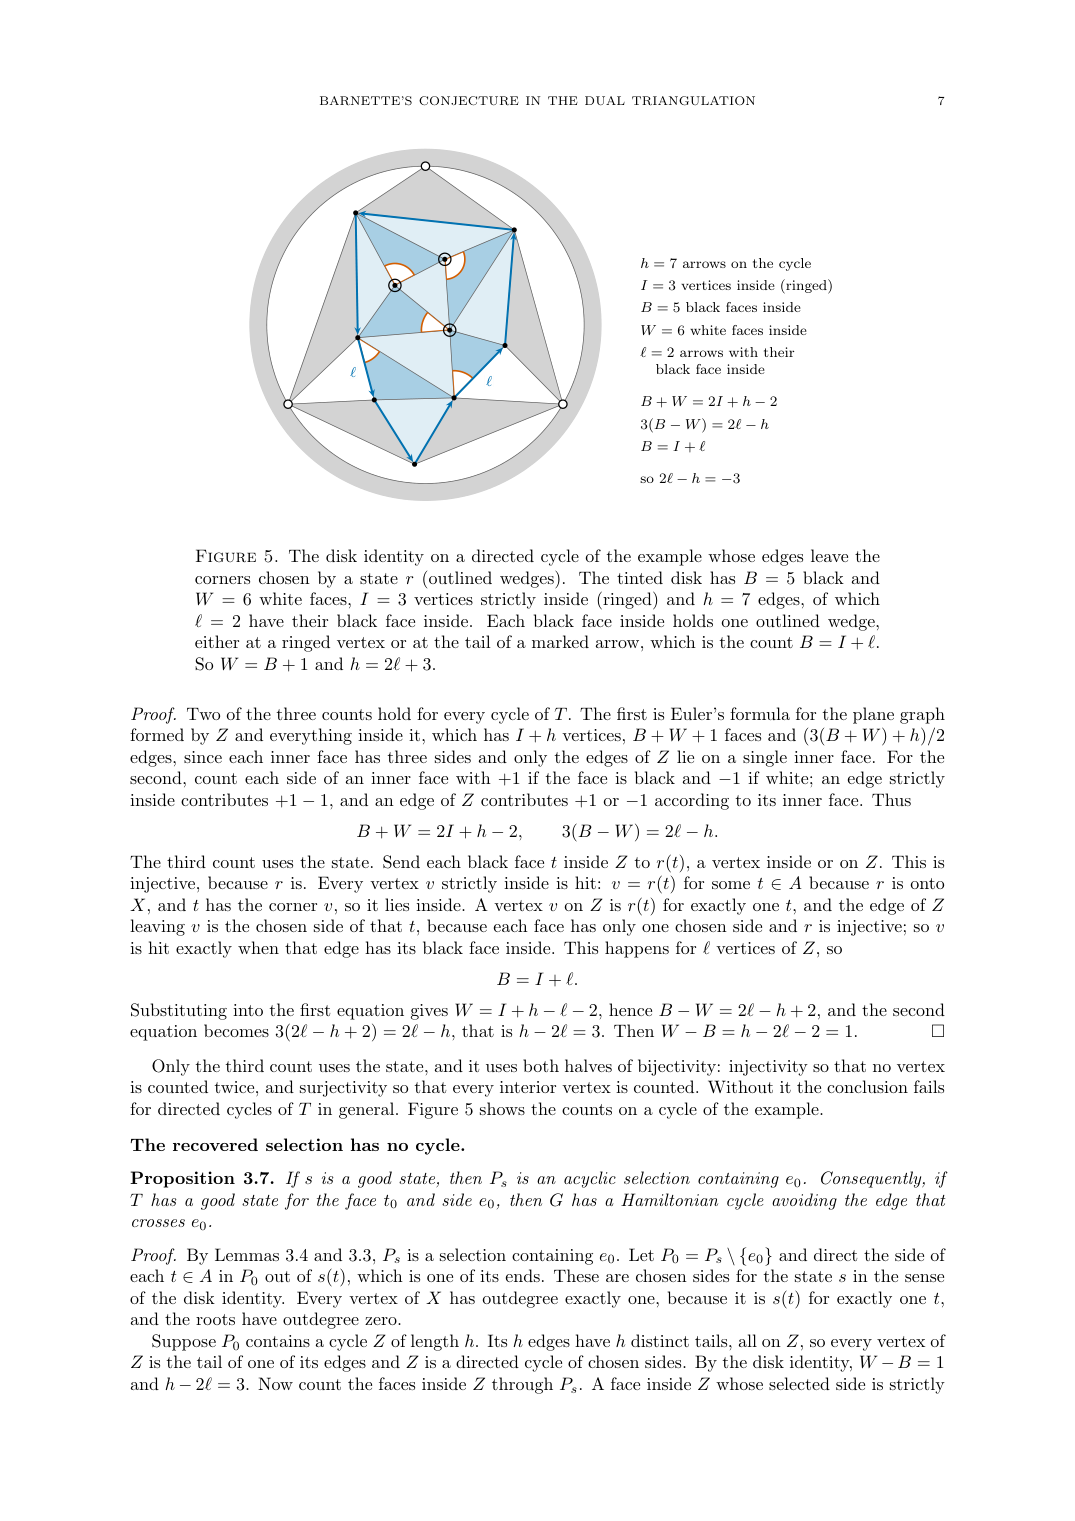 BARNETTE'S CONJECTURE IN THE DUAL TRIANGULATION 7
ℓ
ℓ
h = 7 arrows on the cycle
I = 3 vertices inside (ringed)
B = 5 black faces inside
W = 6 white faces inside
ℓ = 2 arrows with their
black face inside
B + W = 2I + h − 2
3(B − W) = 2ℓ − h
B = I + ℓ
so 2ℓ − h = −3
FIGURE 5. The disk identity on a directed cycle of the example whose edges leave the
corners chosen by a state r (outlined wedges). The tinted disk has B = 5 black and
W = 6 white faces, I = 3 vertices strictly inside (ringed) and h = 7 edges, of which
ℓ = 2 have their black face inside. Each black face inside holds one outlined wedge,
either at a ringed vertex or at the tail of a marked arrow, which is the count B = I + ℓ.
So W = B + 1 and h = 2ℓ + 3.
Proof. Two of the three counts hold for every cycle of T. The first is Euler's formula for the plane graph
formed by Z and everything inside it, which has I + h vertices, B + W + 1 faces and (3(B + W) + h)/2
edges, since each inner face has three sides and only the edges of Z lie on a single inner face. For the
second, count each side of an inner face with +1 if the face is black and −1 if white; an edge strictly
inside contributes +1 − 1, and an edge of Z contributes +1 or −1 according to its inner face. Thus
B + W = 2I + h − 2, 3(B − W) = 2ℓ − h.
The third count uses the state. Send each black face t inside Z to r(t), a vertex inside or on Z. This is
injective, because r is. Every vertex v strictly inside is hit: v = r(t) for some t ∈ A because r is onto
X, and t has the corner v, so it lies inside. A vertex v on Z is r(t) for exactly one t, and the edge of Z
leaving v is the chosen side of that t, because each face has only one chosen side and r is injective; so v
is hit exactly when that edge has its black face inside. This happens for ℓ vertices of Z, so
B = I + ℓ.
Substituting into the first equation gives W = I + h − ℓ − 2, hence B − W = 2ℓ − h + 2, and the second
equation becomes 3(2ℓ − h + 2) = 2ℓ − h, that is h − 2ℓ = 3. Then W − B = h − 2ℓ − 2 = 1. □
Only the third count uses the state, and it uses both halves of bijectivity: injectivity so that no vertex
is counted twice, and surjectivity so that every interior vertex is counted. Without it the conclusion fails
for directed cycles of T in general. Figure 5 shows the counts on a cycle of the example.
The recovered selection has no cycle.
Proposition 3.7. If s is a good state, then Pₛ is an acyclic selection containing e₀. Consequently, if
T has a good state for the face t₀ and side e₀, then G has a Hamiltonian cycle avoiding the edge that
crosses e₀.
Proof. By Lemmas 3.4 and 3.3, Pₛ is a selection containing e₀. Let P₀ = Pₛ \ {e₀} and direct the side of
each t ∈ A in P₀ out of s(t), which is one of its ends. These are chosen sides for the state s in the sense
of the disk identity. Every vertex of X has outdegree exactly one, because it is s(t) for exactly one t,
and the roots have outdegree zero.
Suppose P₀ contains a cycle Z of length h. Its h edges have h distinct tails, all on Z, so every vertex of
Z is the tail of one of its edges and Z is a directed cycle of chosen sides. By the disk identity, W − B = 1
and h − 2ℓ = 3. Now count the faces inside Z through Pₛ. A face inside Z whose selected side is strictly